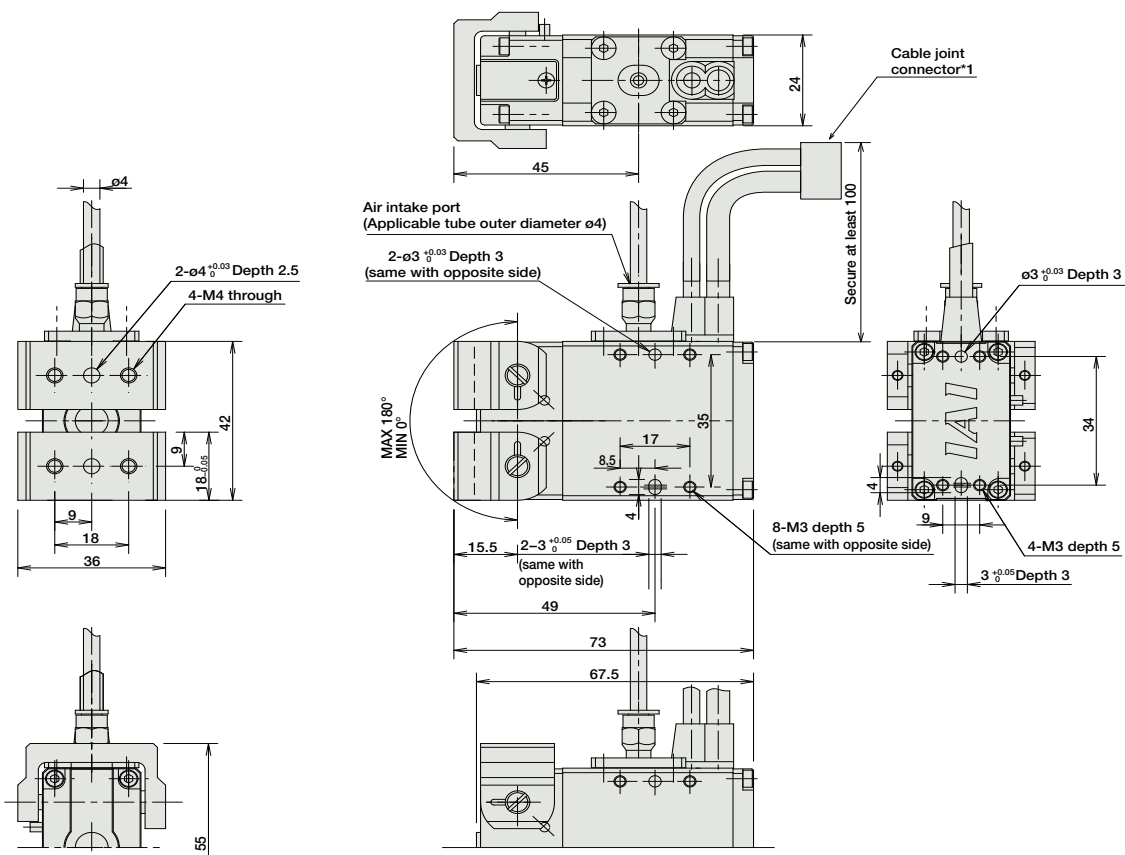 Cable joint
connector*1
24
45
Secure at least 100
Air intake port
(Applicable tube outer diameter ø4)
2-ø3 +0.03 0 Depth 3
(same with opposite side)
ø4
2-ø4 +0.03 0 Depth 2.5
4-M4 through
42
9
18 0 -0.05
9
18
36
MAX 180°
MIN 0°
35
17
8.5
4
15.5
2–3 +0.05 0 Depth 3
(same with
opposite side)
8-M3 depth 5
(same with opposite side)
49
73
ø3 +0.03 0 Depth 3
IAI
34
4
9
4-M3 depth 5
3 +0.05 0 Depth 3
67.5
55